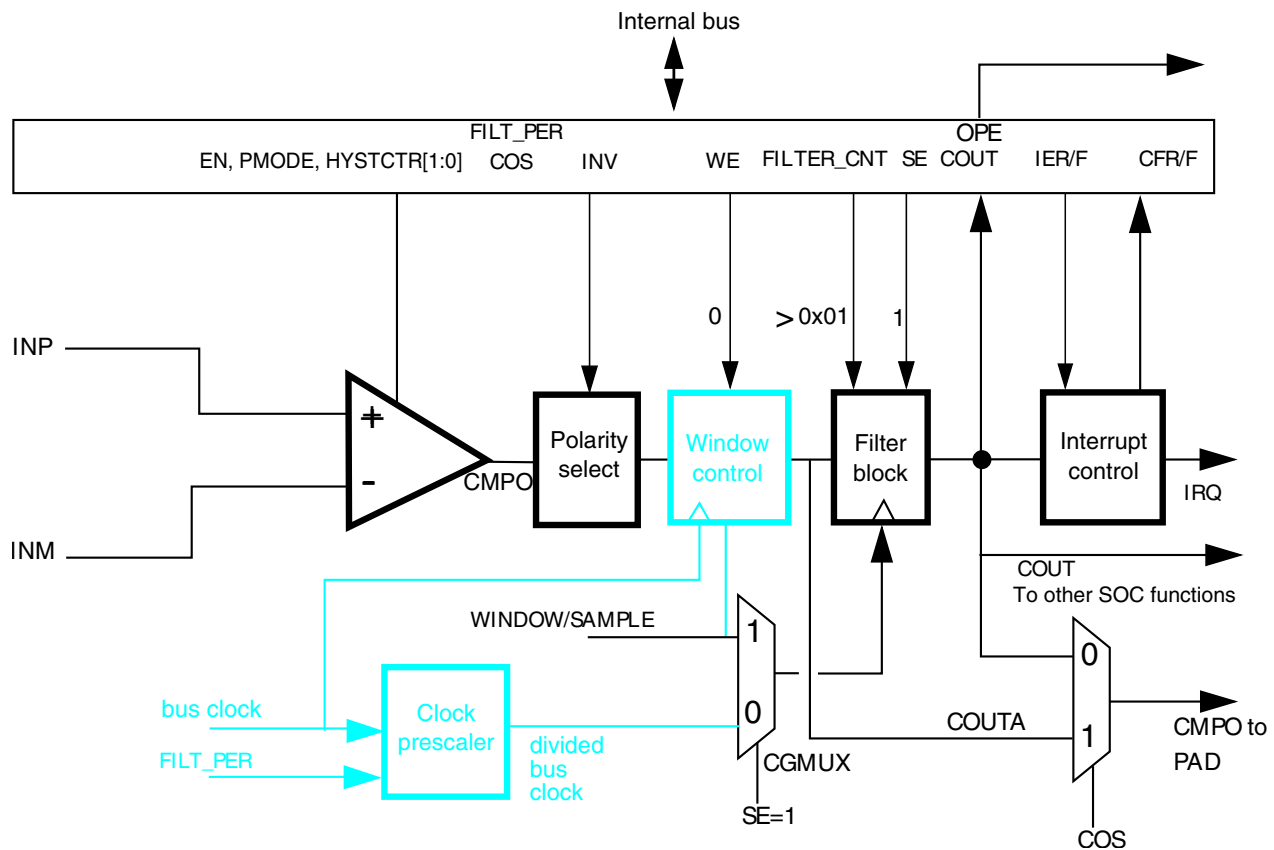 Internal bus
FILT_PER
OPE
EN, PMODE, HYSTCTR[1:0]
COS
INV
WE
FILTER_CNT
SE
COUT
IER/F
CFR/F
0
> 0x01
1
INP
+
-
INM
CMPO
Polarity
select
Window
control
Filter
block
Interrupt
control
IRQ
COUT
To other SOC functions
WINDOW/SAMPLE
1
0
CGMUX
SE=1
bus clock
FILT_PER
Clock
prescaler
divided
bus
clock
COUTA
0
1
CMPO to
PAD
COS